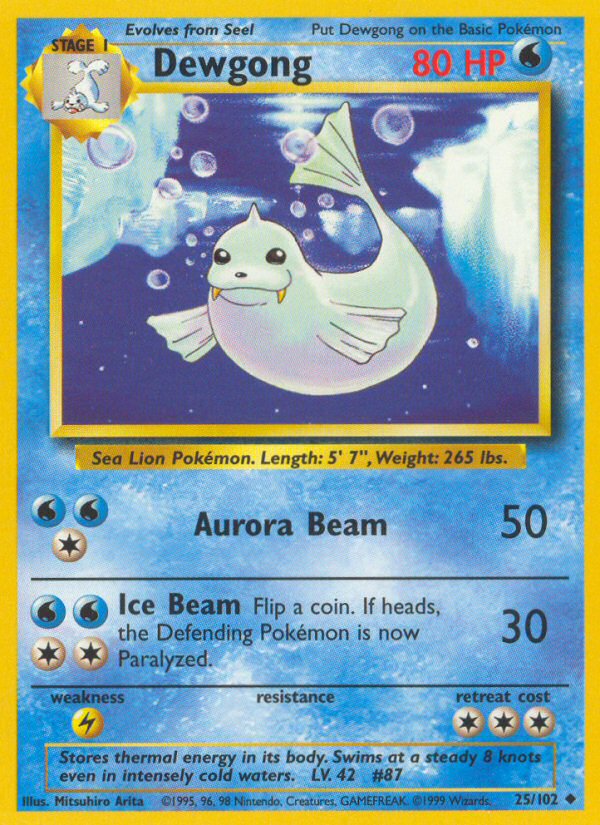 Evolves from Seel Put Dewgong on the Basic Pokémon
STAGE 1
Dewgong 80 HP
Sea Lion Pokémon. Length: 5' 7", Weight: 265 lbs.
Aurora Beam 50
Ice Beam Flip a coin. If heads,
the Defending Pokémon is now
Paralyzed.
30
weakness resistance retreat cost
Stores thermal energy in its body. Swims at a steady 8 knots
even in intensely cold waters. LV. 42 #87
Illus. Mitsuhiro Arita ©1995, 96, 98 Nintendo, Creatures, GAMEFREAK. ©1999 Wizards. 25/102